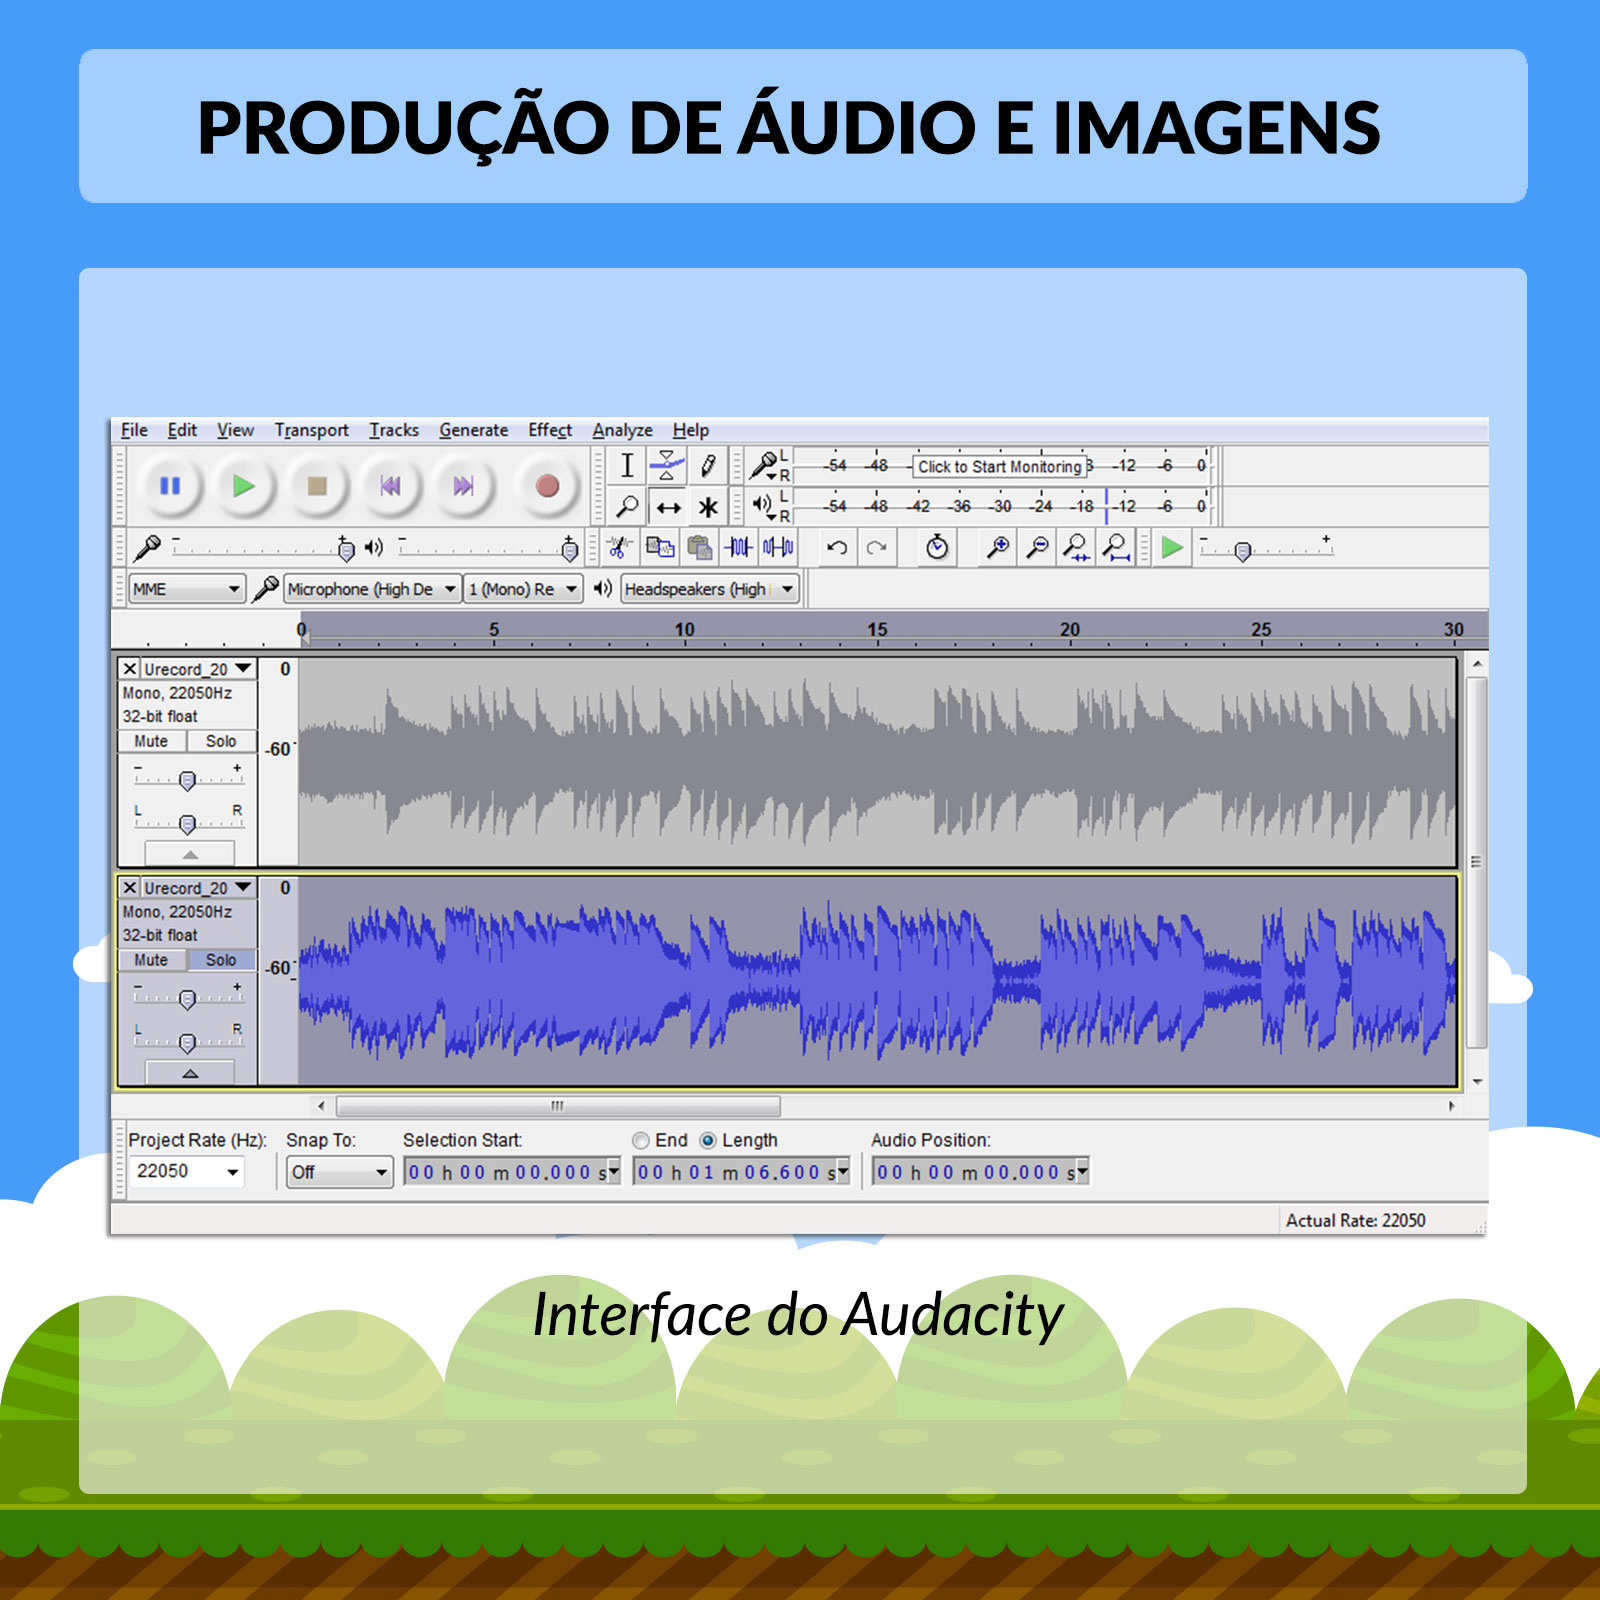 PRODUÇÃO DE ÁUDIO E IMAGENS
File Edit View Transport Tracks Generate Effect Analyze Help
L
R
-54 -48 - Click to Start Monitoring -12 -6 0
L
R
-54 -48 -42 -36 -30 -24 -18 -12 -6 0
- + - + - +
MME Microphone (High De 1 (Mono) Re Headspeakers (High
0 5 10 15 20 25 30
X Urecord_20 0
Mono, 22050Hz
32-bit float
Mute Solo -60
- +
L R
X Urecord_20 0
Mono, 22050Hz
32-bit float
Mute Solo -60
- +
L R
Project Rate (Hz): Snap To: Selection Start: End Length Audio Position:
22050 Off 00 h 00 m 00.000 s 00 h 01 m 06.600 s 00 h 00 m 00.000 s
Actual Rate: 22050
Interface do Audacity